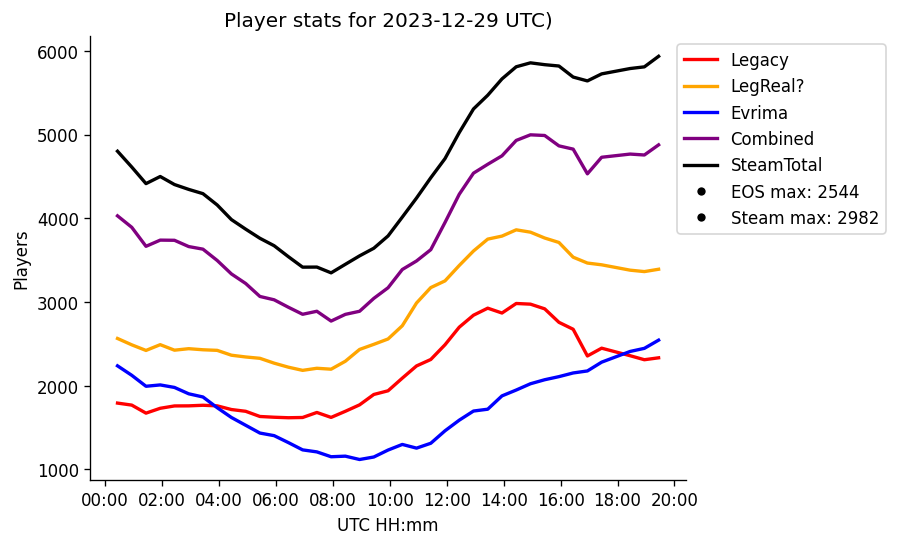 Player stats for 2023-12-29 UTC)
6000
5000
4000
3000
2000
1000
Players
00:00 02:00 04:00 06:00 08:00 10:00 12:00 14:00 16:00 18:00 20:00
UTC HH:mm
Legacy
LegReal?
Evrima
Combined
SteamTotal
EOS max: 2544
Steam max: 2982